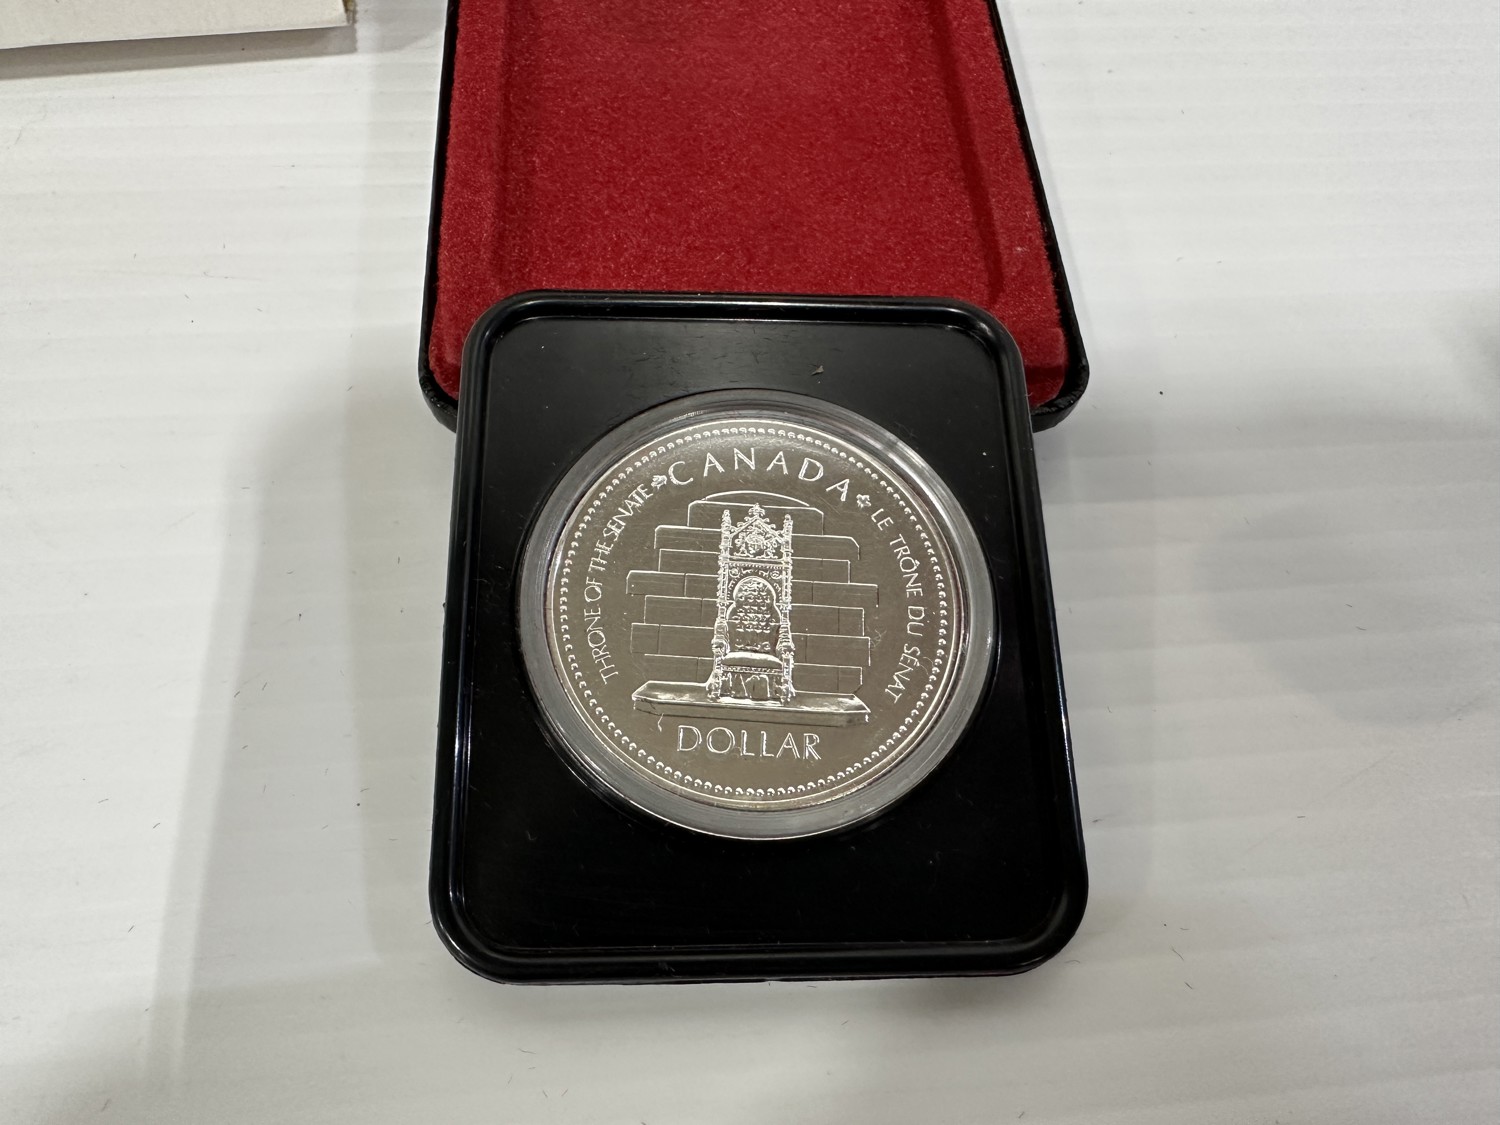 CANADA
THRONE OF THE SENATE
LE TRÔNE DU SÉNAT
DOLLAR